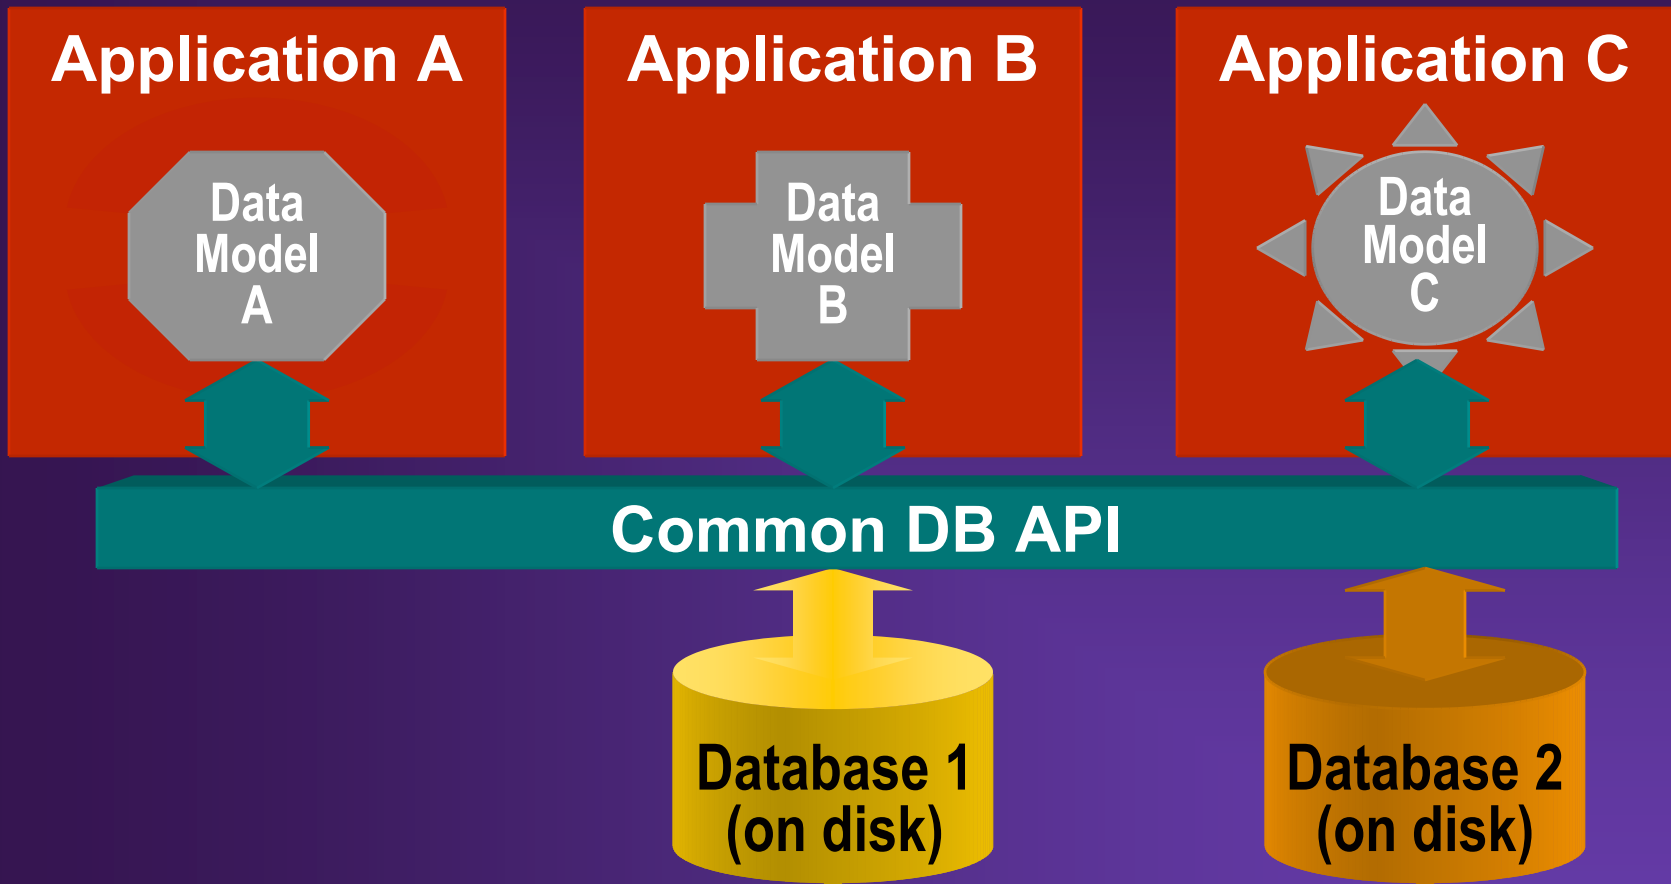 Application A
Application B
Application C
Data
Model
A
Data
Model
B
Data
Model
C
Common DB API
Database 1
(on disk)
Database 2
(on disk)